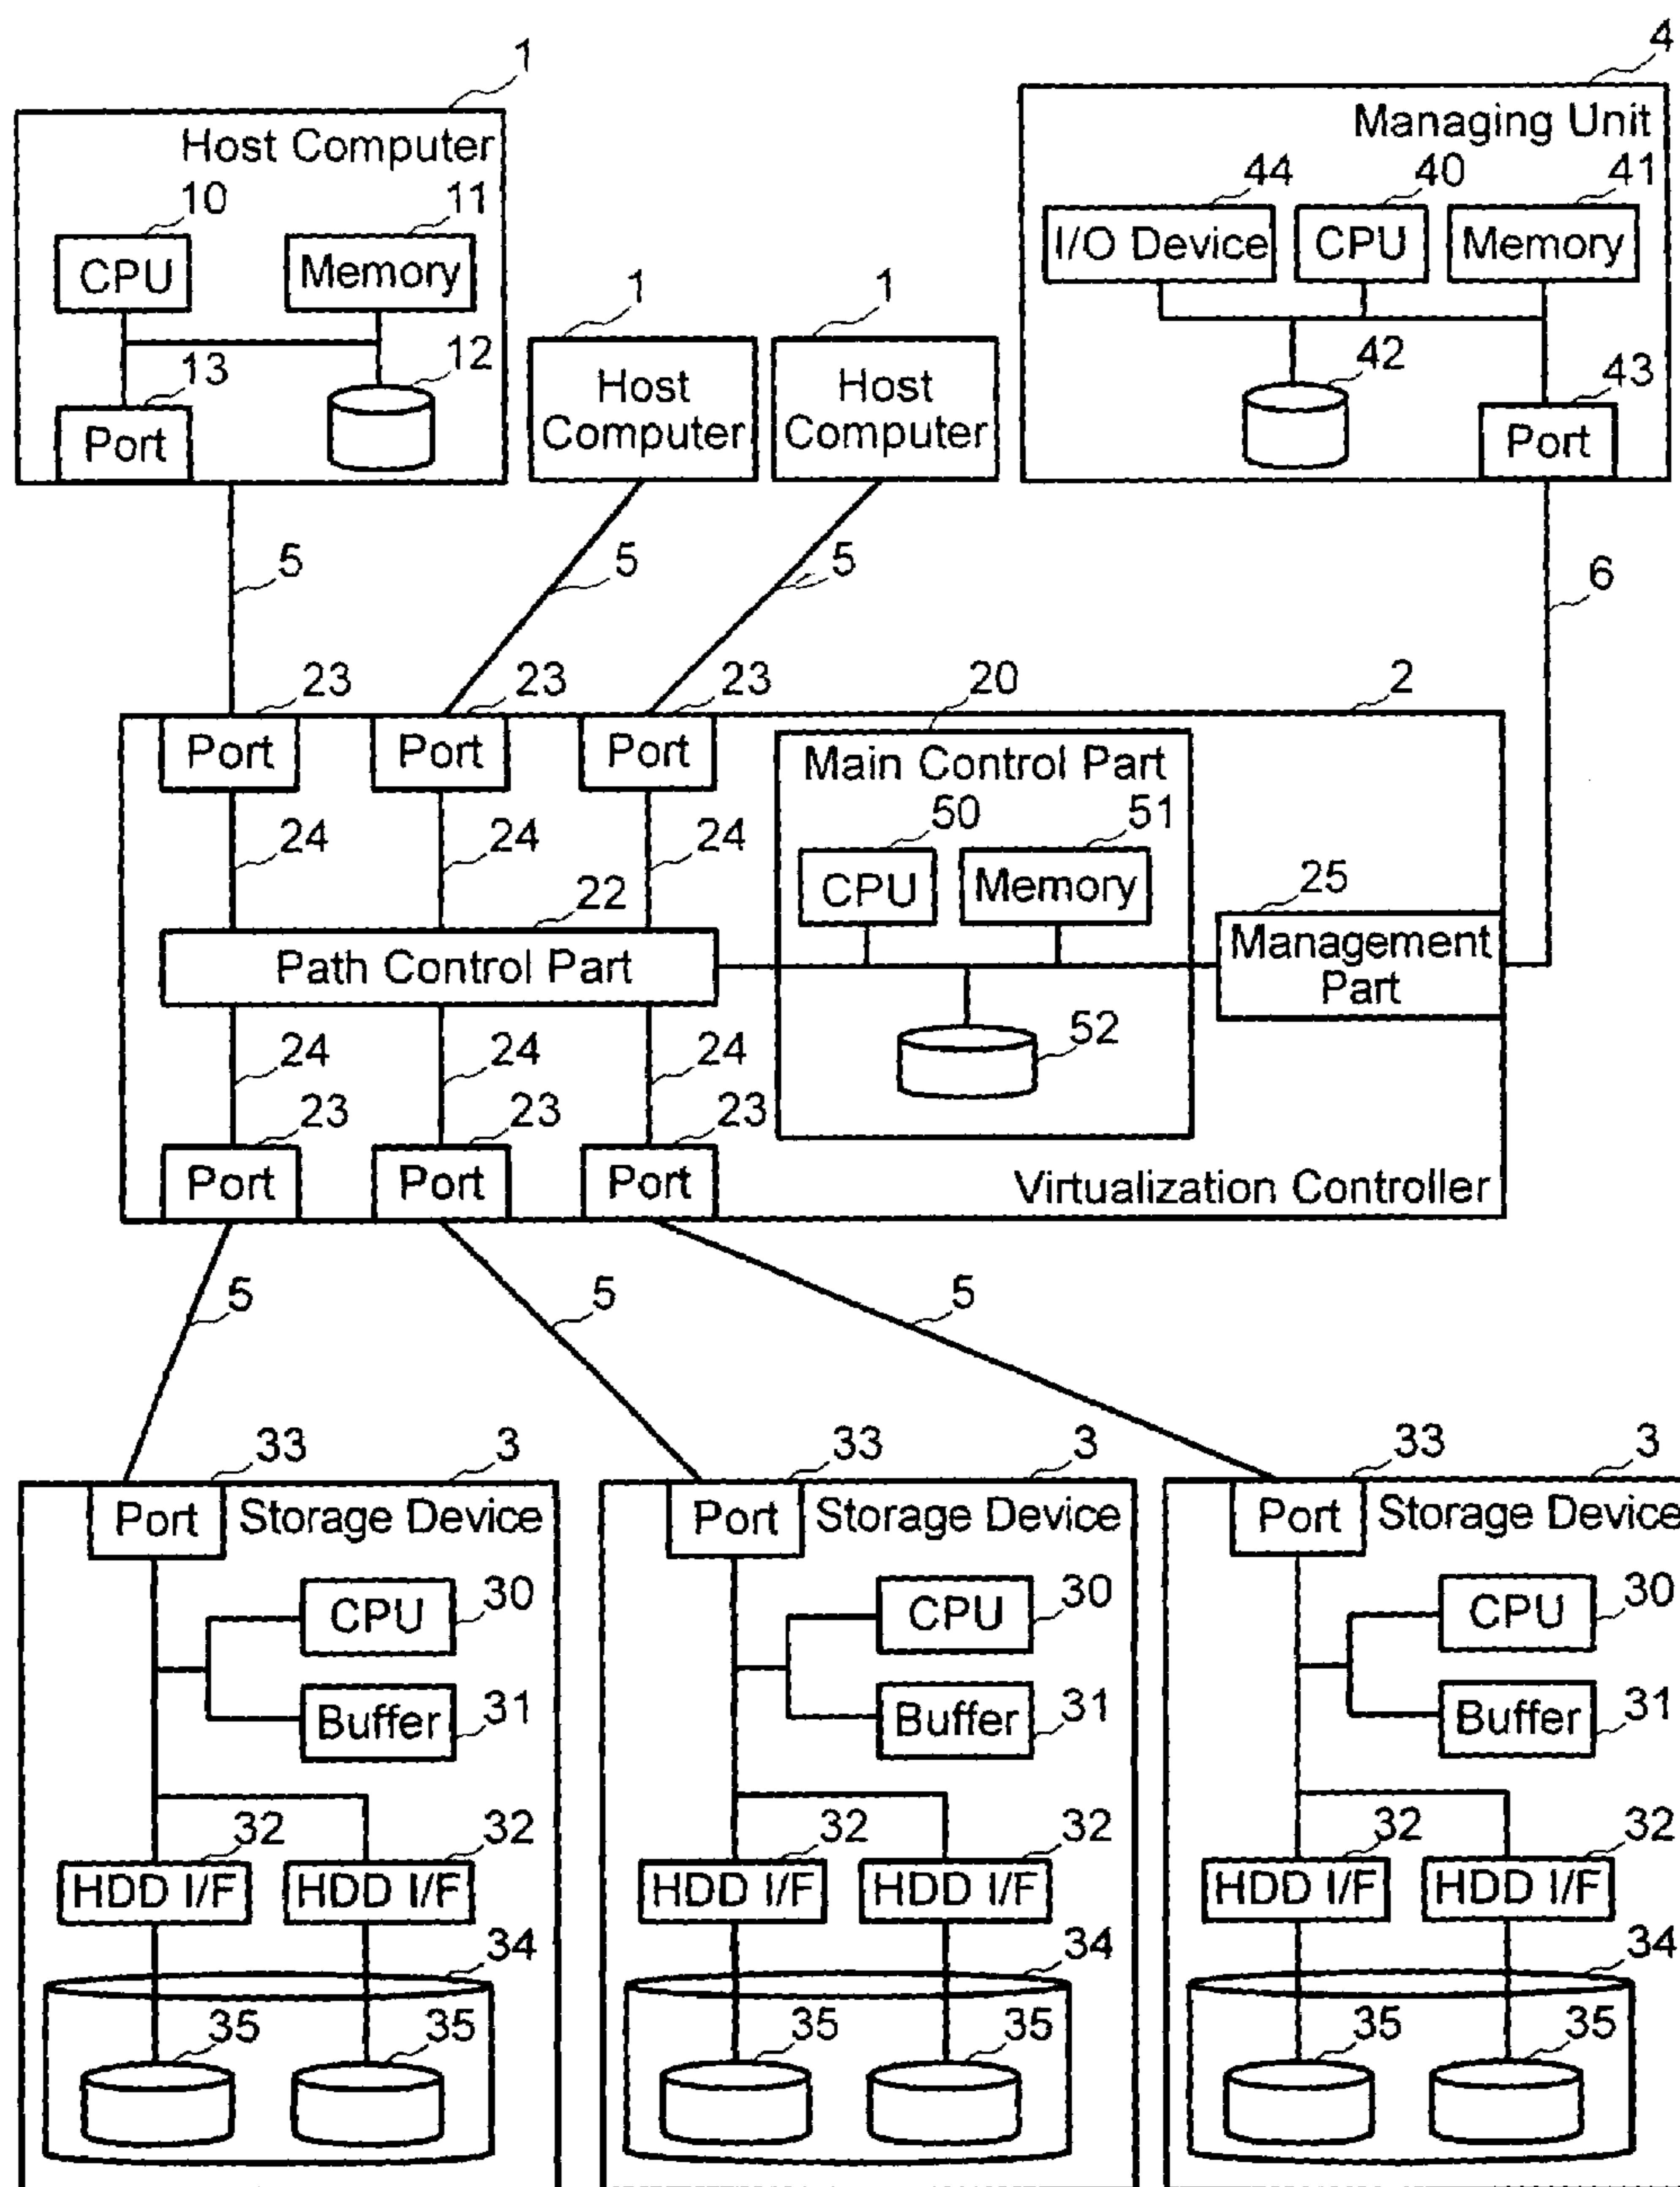 1
4
Host Computer
Managing Unit
10
11
44
40
41
CPU
Memory
I/O Device
CPU
Memory
1
1
13
12
42
43
Port
Host
Computer
Host
Computer
Port
5
5
5
6
23
23
23
20
2
Port
Port
Port
Main Control Part
50
51
24
24
24
CPU
Memory
22
25
Path Control Part
Management
Part
24
24
24
52
23
23
23
Port
Port
Port
Virtualization Controller
5
5
5
33
3
33
3
33
3
Port
Storage Device
Port
Storage Device
Port
Storage Device
CPU
30
CPU
30
CPU
30
Buffer
31
Buffer
31
Buffer
31
32
32
32
32
32
32
HDD I/F
HDD I/F
HDD I/F
HDD I/F
HDD I/F
HDD I/F
34
34
34
35
35
35
35
35
35